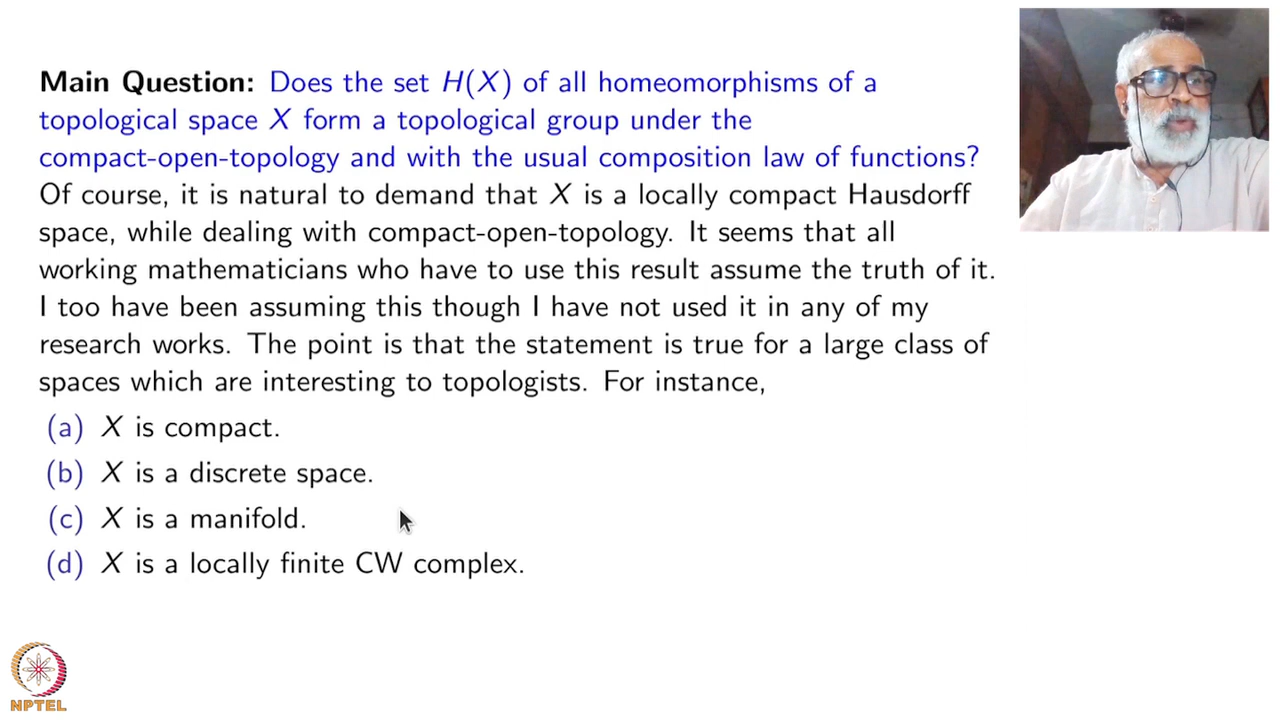 Main Question: Does the set H(X) of all homeomorphisms of a
topological space X form a topological group under the
compact-open-topology and with the usual composition law of functions?
Of course, it is natural to demand that X is a locally compact Hausdorff
space, while dealing with compact-open-topology. It seems that all
working mathematicians who have to use this result assume the truth of it.
I too have been assuming this though I have not used it in any of my
research works. The point is that the statement is true for a large class of
spaces which are interesting to topologists. For instance,
(a) X is compact.
(b) X is a discrete space.
(c) X is a manifold.
(d) X is a locally finite CW complex.
NPTEL